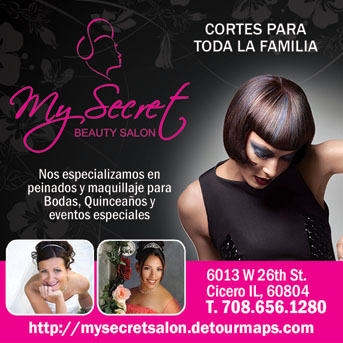 CORTES PARA
TODA LA FAMILIA
My Secret
BEAUTY SALON
Nos especializamos en
peinados y maquillaje para
Bodas, Quinceaños y
eventos especiales
6013 W 26th St.
Cicero IL, 60804
T. 708.656.1280
http://mysecretsalon.detourmaps.com